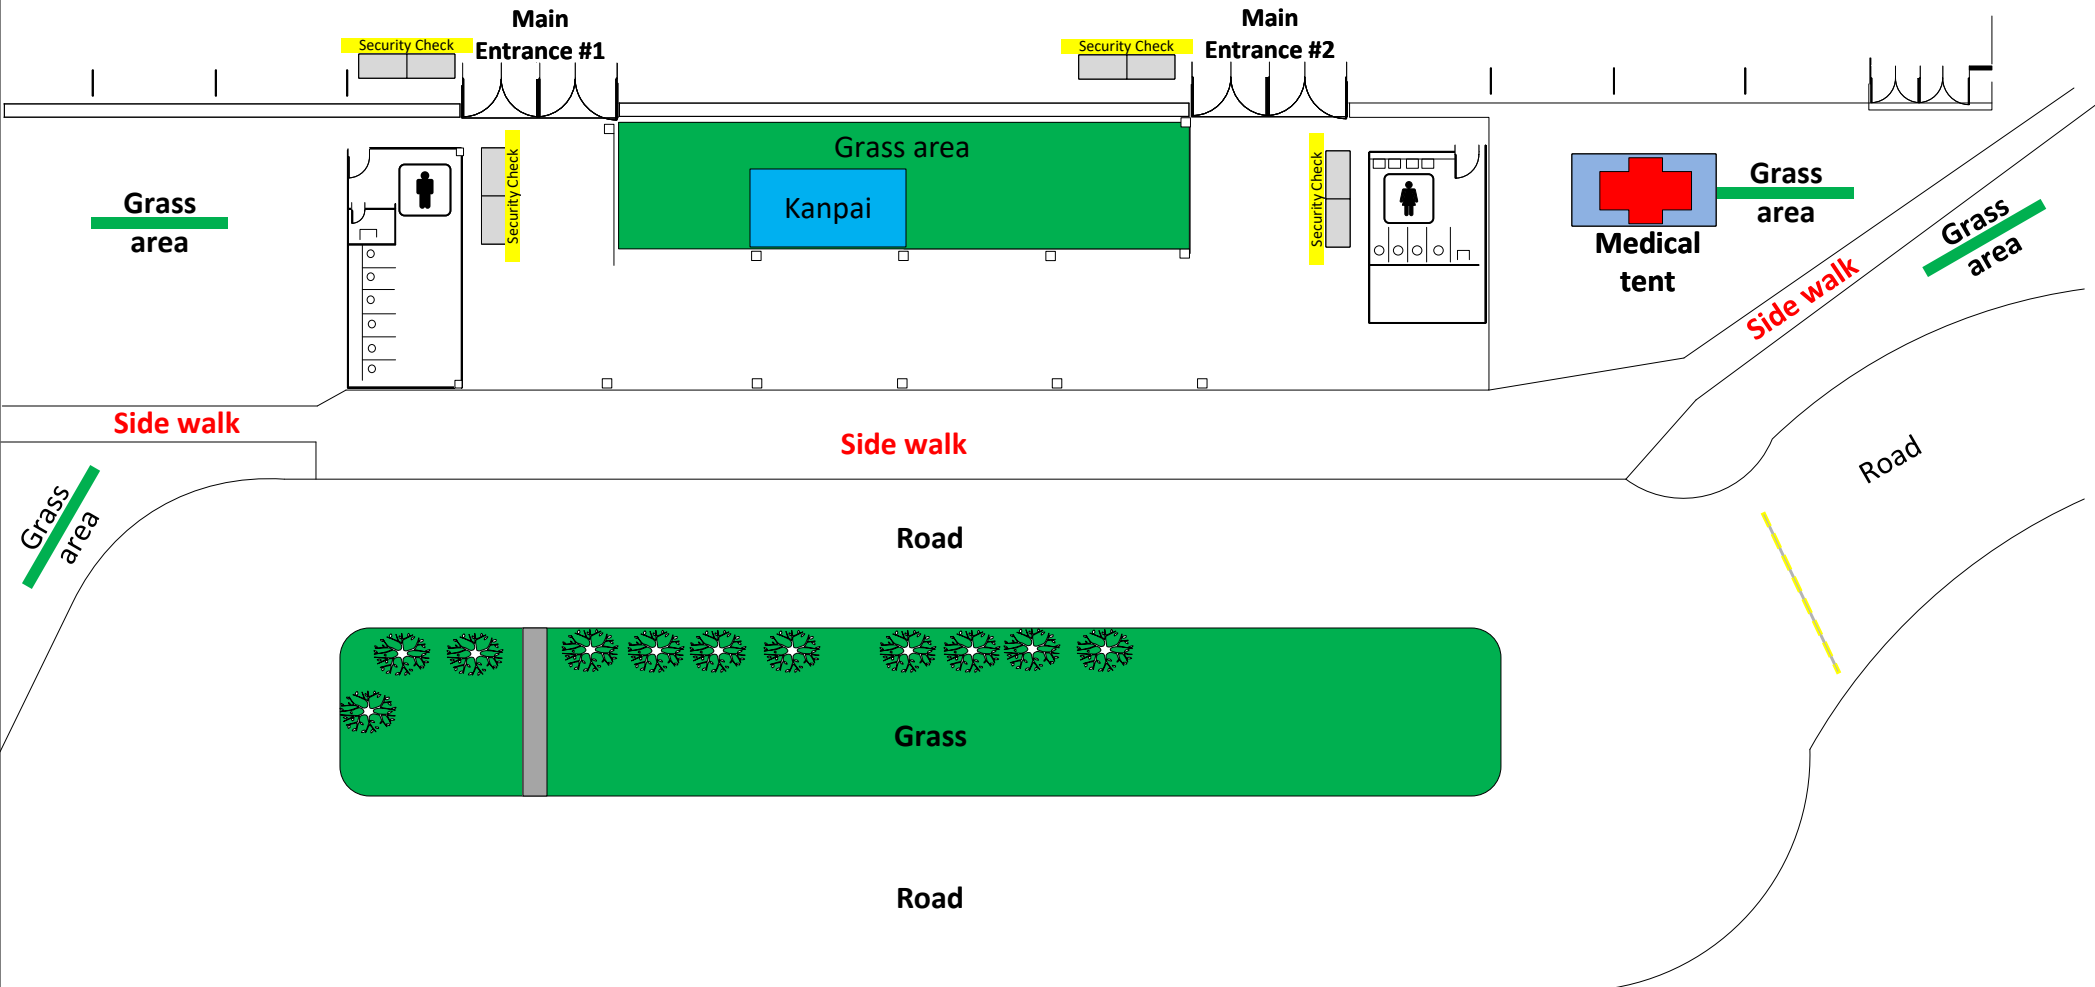 Main
Entrance #1
Main
Entrance #2
Security Check
Security Check
Security Check
Grass area
Kanpai
Security Check
Grass
area
Grass
area
Medical
tent
Grass
area
Side walk
Side walk
Side walk
Grass
area
Road
Road
Grass
Road